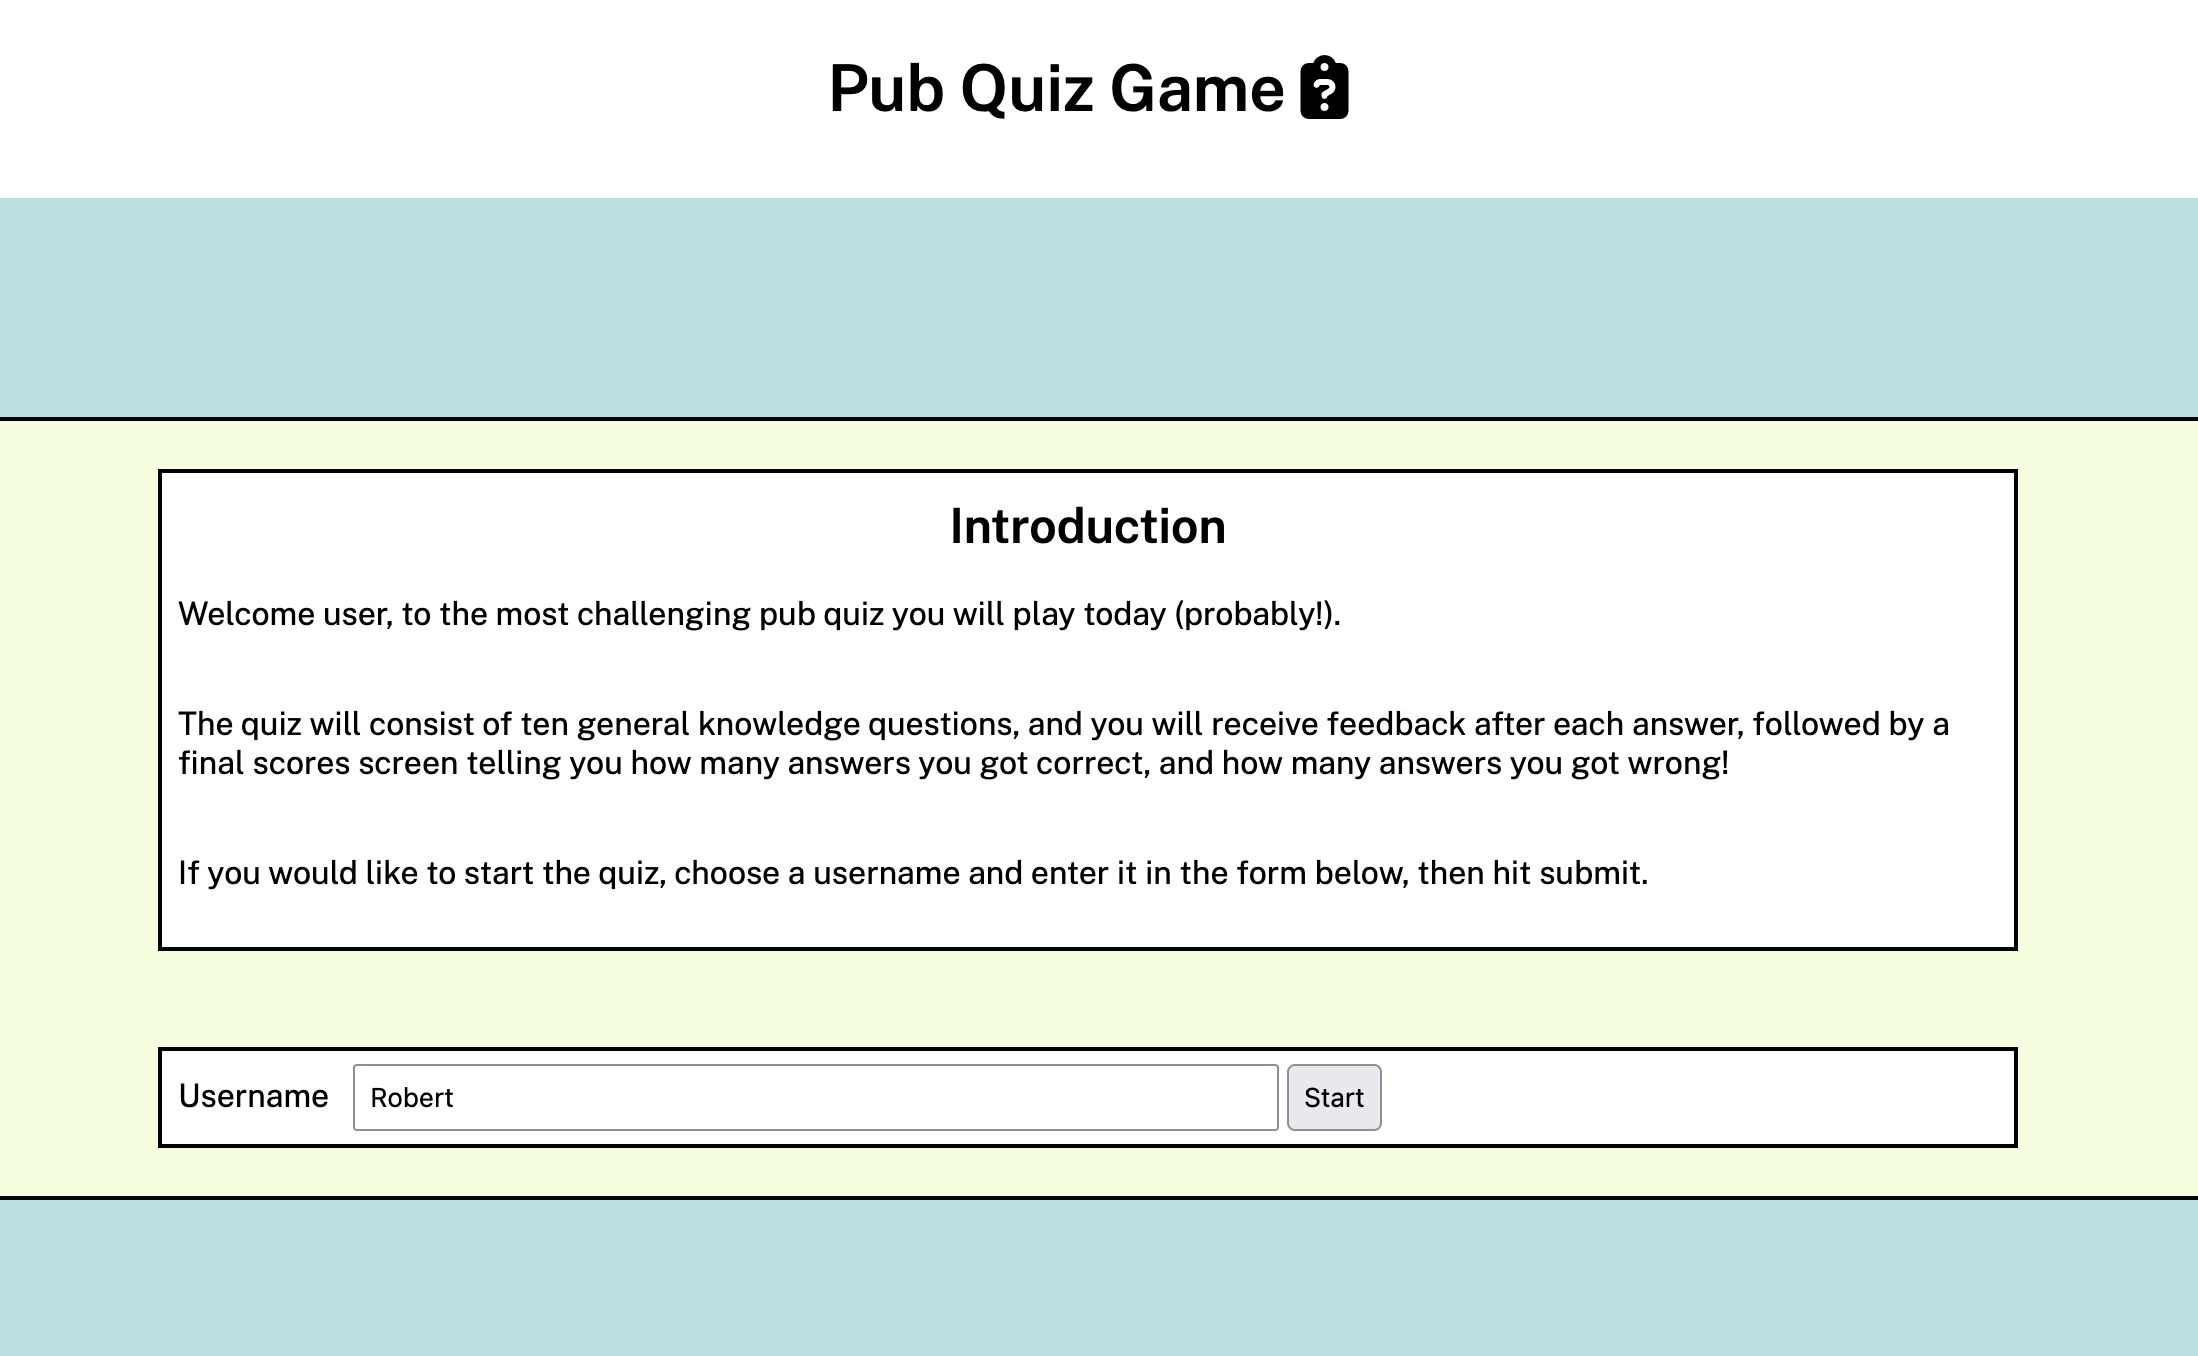 Pub Quiz Game
Introduction
Welcome user, to the most challenging pub quiz you will play today (probably!).
The quiz will consist of ten general knowledge questions, and you will receive feedback after each answer, followed by a
final scores screen telling you how many answers you got correct, and how many answers you got wrong!
If you would like to start the quiz, choose a username and enter it in the form below, then hit submit.
Username Robert Start